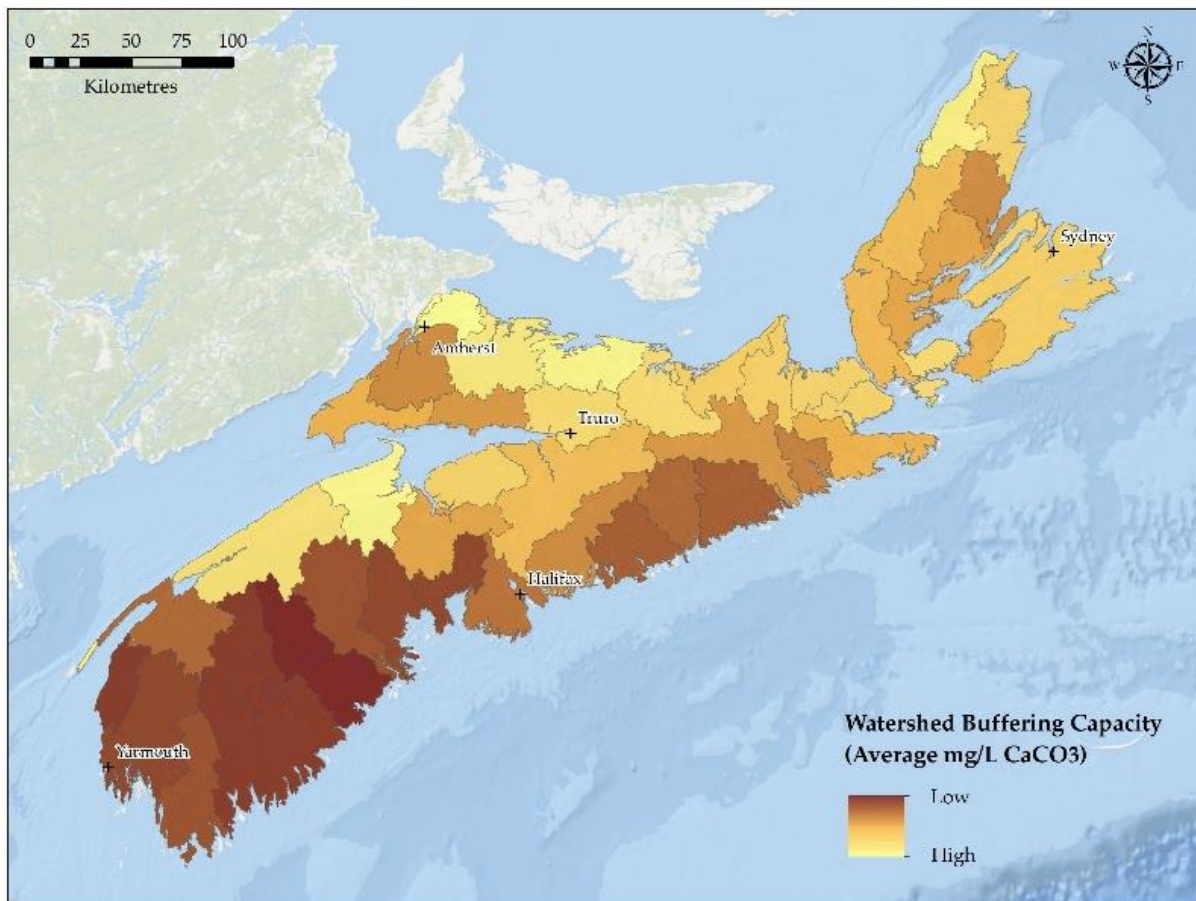 0 25 50 75 100
Kilometres
N
W E
S
Sydney
Amherst
Truro
Halifax
Yarmouth
Watershed Buffering Capacity
(Average mg/L CaCO3)
Low
High